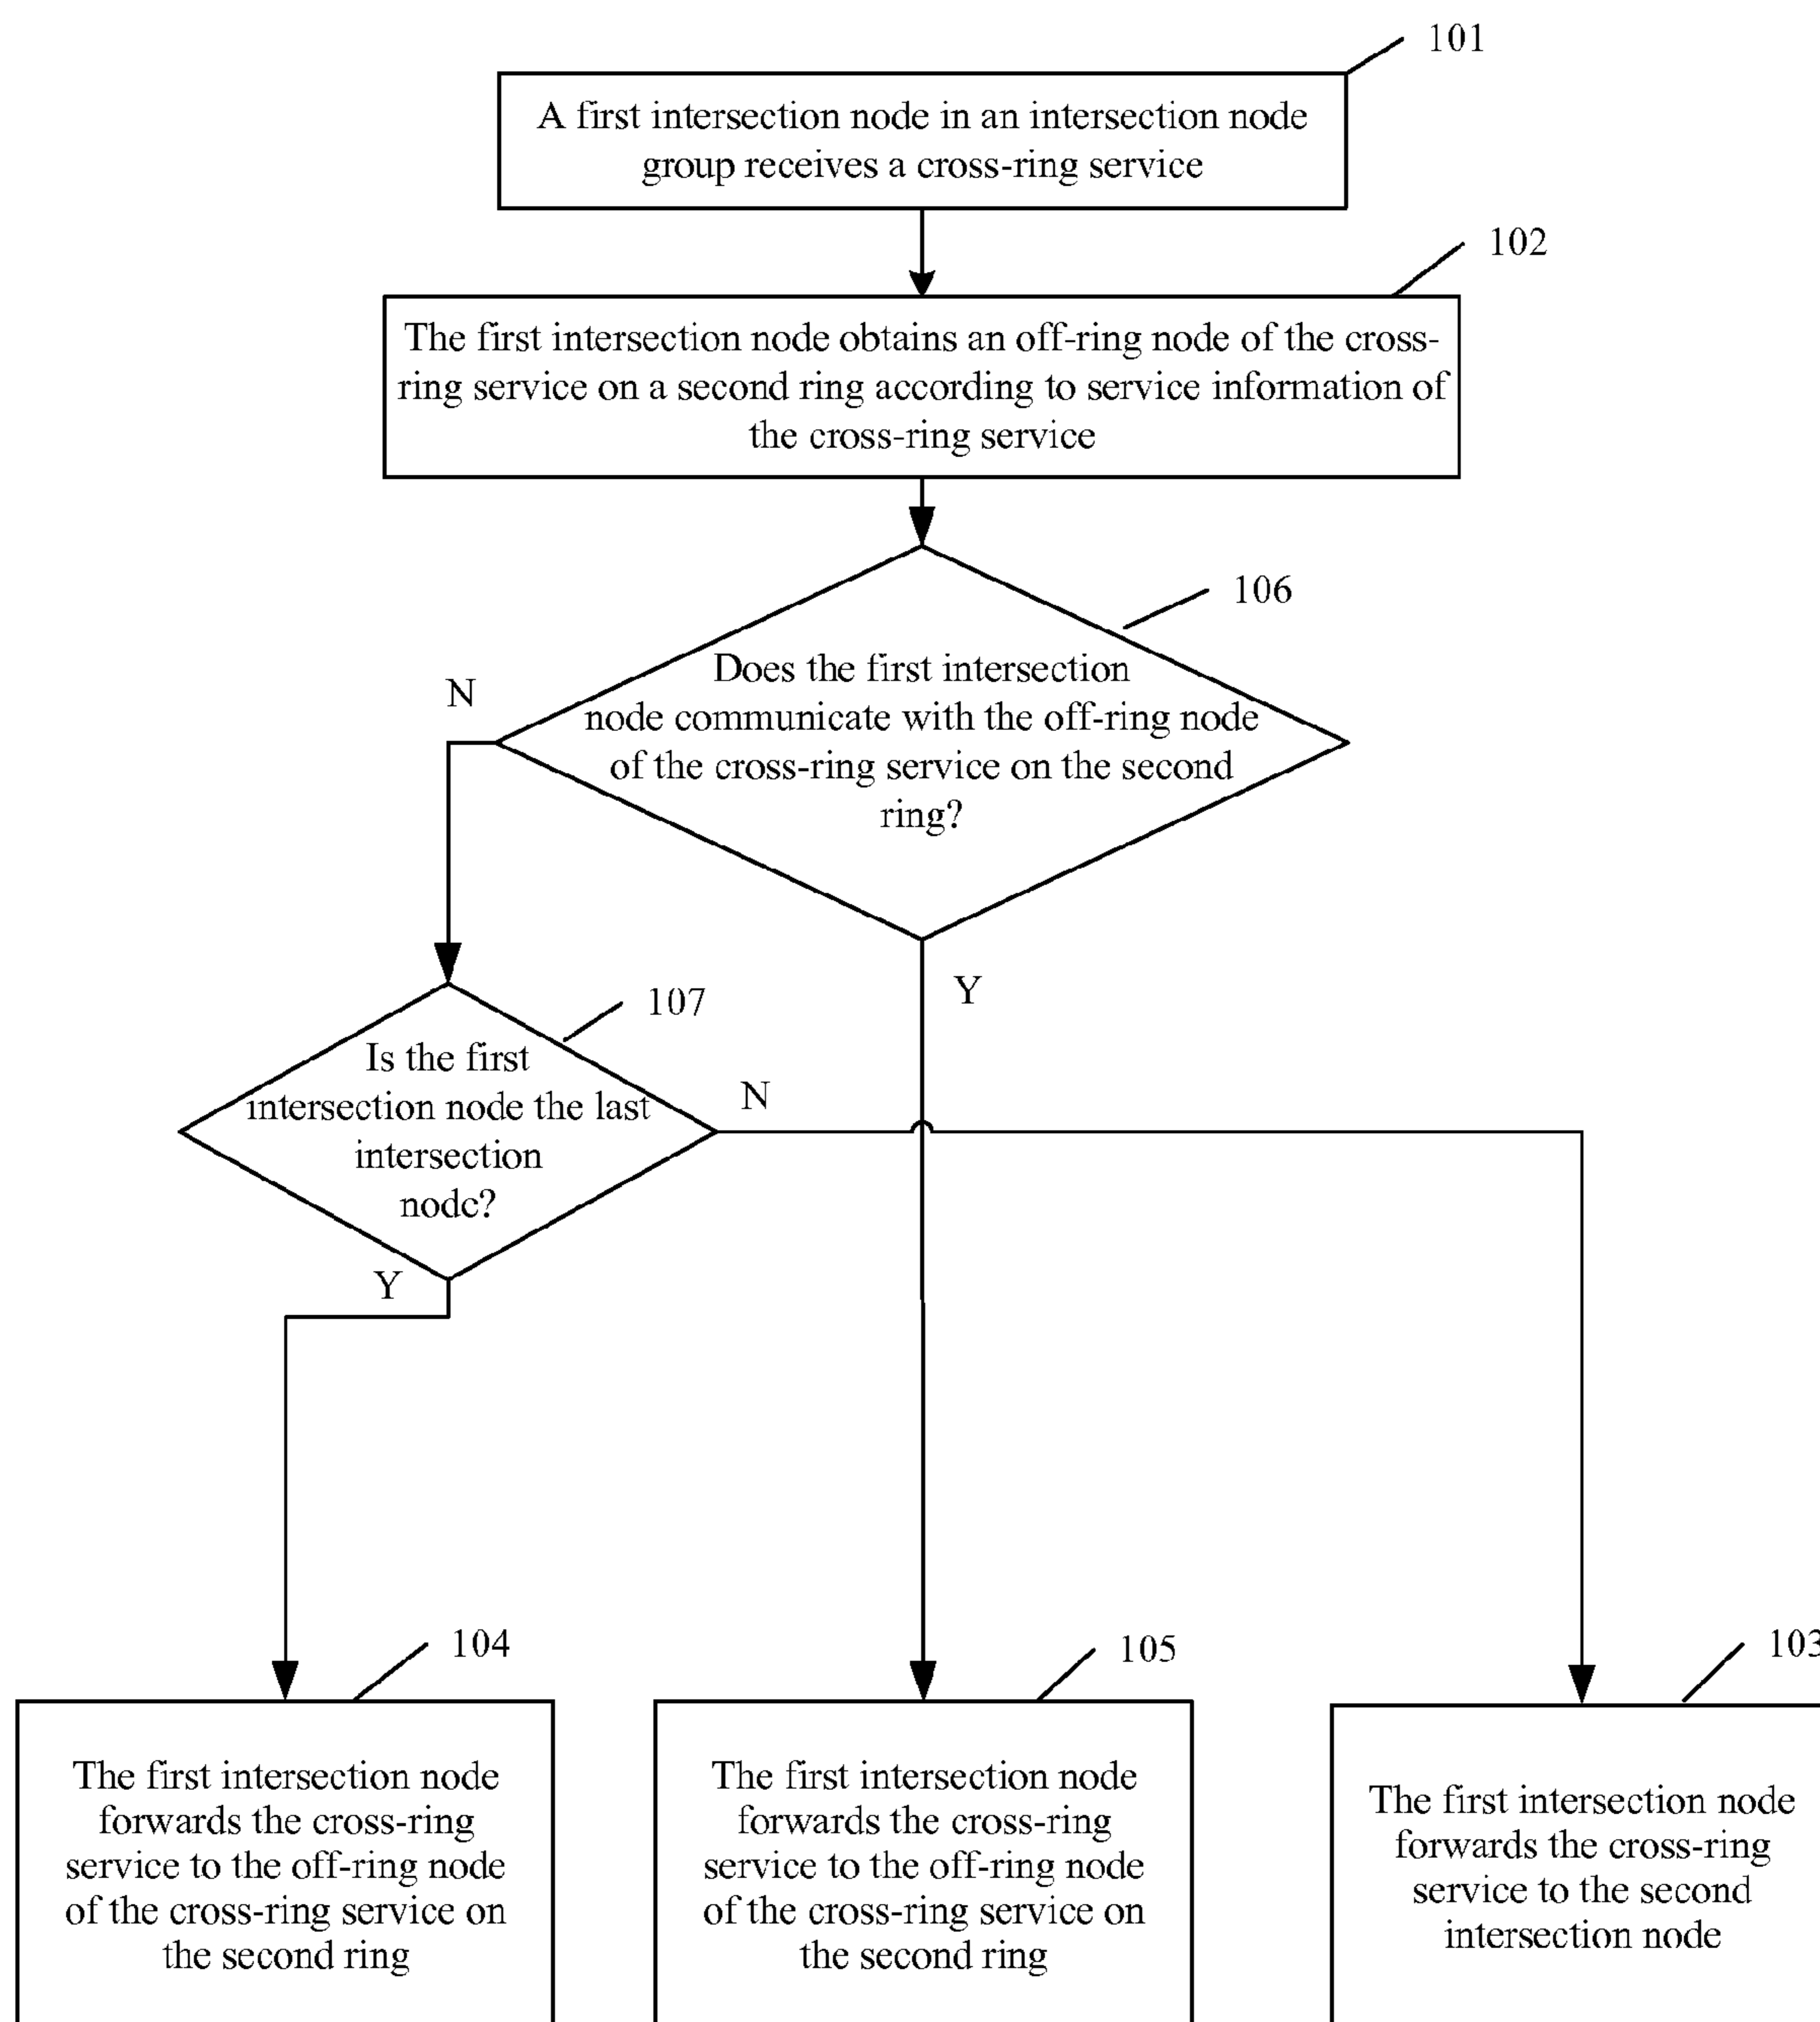 101
A first intersection node in an intersection node
group receives a cross-ring service
102
The first intersection node obtains an off-ring node of the cross-
ring service on a second ring according to service information of
the cross-ring service
106
Does the first intersection
node communicate with the off-ring node
of the cross-ring service on the second
ring?
N
Y
107
Is the first
intersection node the last
intersection
node?
N
Y
104
The first intersection node
forwards the cross-ring
service to the off-ring node
of the cross-ring service on
the second ring
105
The first intersection node
forwards the cross-ring
service to the off-ring node
of the cross-ring service on
the second ring
103
The first intersection node
forwards the cross-ring
service to the second
intersection node